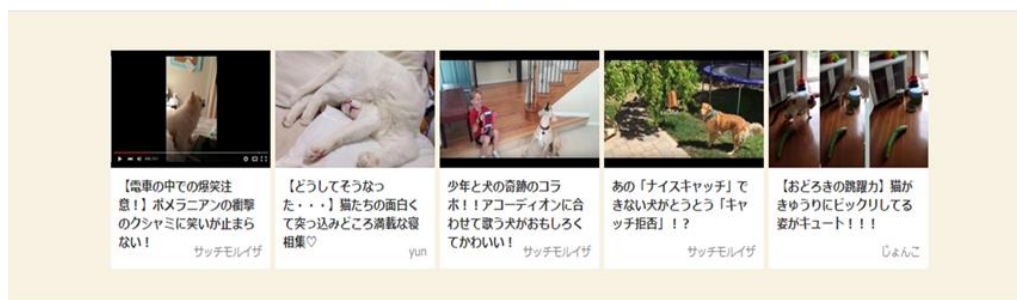 【電車の中での爆笑注
意！】ポメラニアンの衝撃
のクシャミに笑いが止まら
ない！
サッチモルイザ
【どうしてそうなっ
た・・・】猫たちの面白く
て突っ込みどころ満載な寝
相集♡
yun
少年と犬の奇跡のコラ
ボ！！アコーディオンに合
わせて歌う犬がおもしろく
てかわいい！
サッチモルイザ
あの「ナイスキャッチ」で
きない犬がとうとう「キャ
ッチ拒否」！？
サッチモルイザ
【おどろきの跳躍力】猫が
きゅうりにビックリしてる
姿がキュート！！！
じょんこ